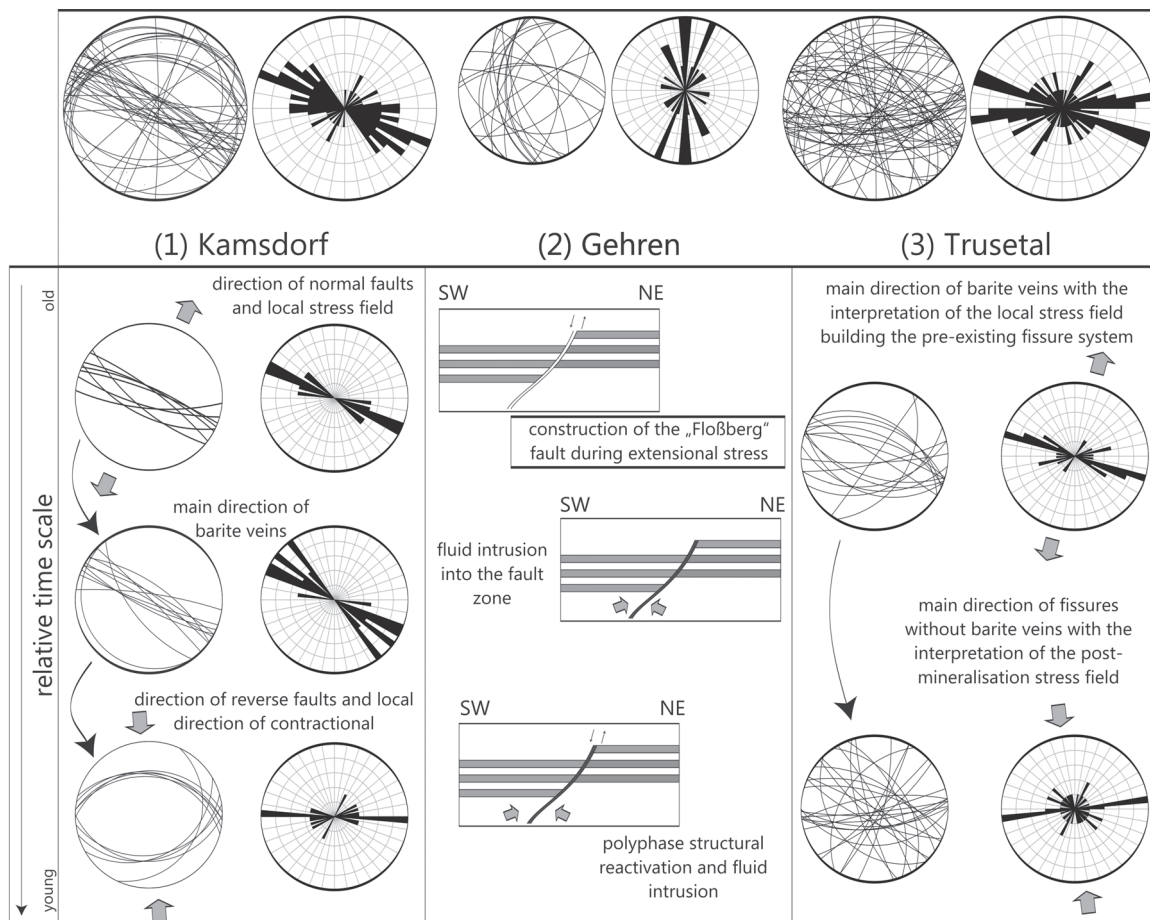 (1) Kamsdorf
(2) Gehren
(3) Trusetal
relative time scale
old
young
direction of normal faults
and local stress field
main direction of
barite veins
direction of reverse faults and local
direction of contractional
SW
NE
construction of the „Floßberg“
fault during extensional stress
SW
NE
fluid intrusion
into the fault
zone
SW
NE
polyphase structural
reactivation and fluid
intrusion
main direction of barite veins with the
interpretation of the local stress field
building the pre-existing fissure system
main direction of fissures
without barite veins with the
interpretation of the post-
mineralisation stress field